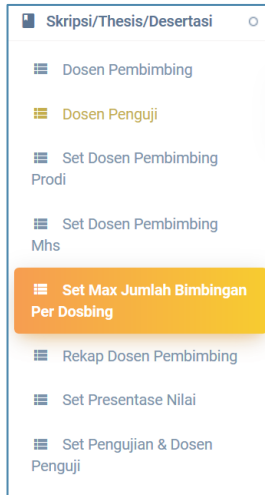 Skripsi/Thesis/Desertasi
Dosen Pembimbing
Dosen Penguji
Set Dosen Pembimbing
Prodi
Set Dosen Pembimbing
Mhs
Set Max Jumlah Bimbingan
Per Dosbing
Rekap Dosen Pembimbing
Set Presentase Nilai
Set Pengujian & Dosen
Penguji